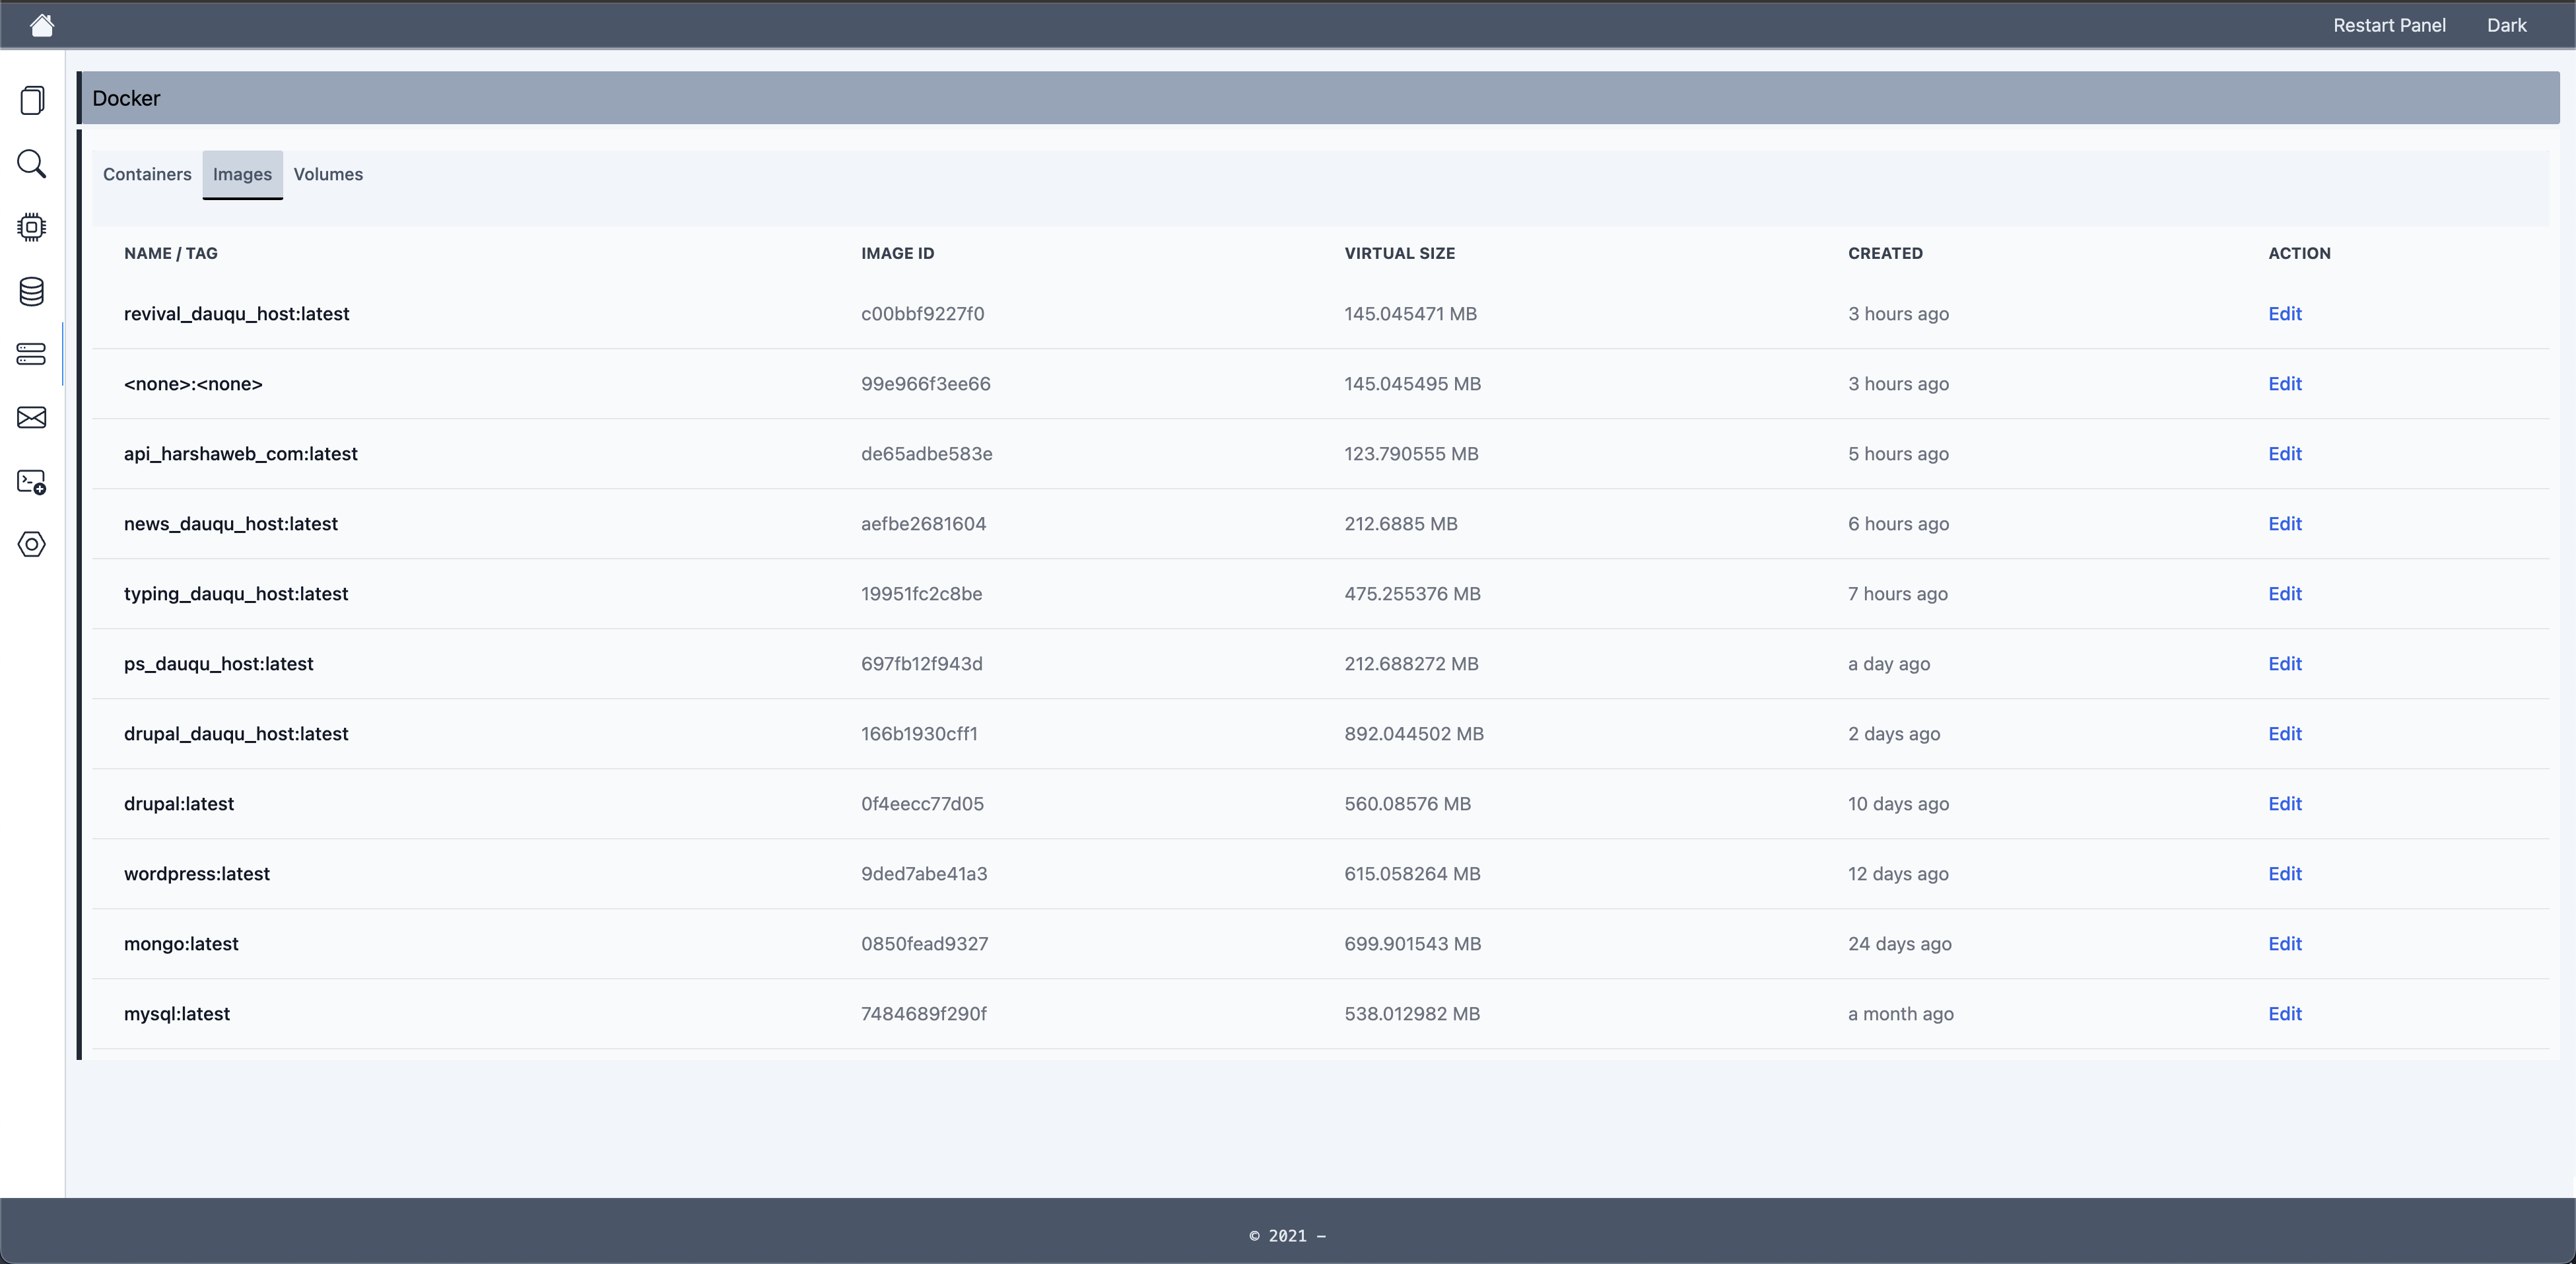 Restart Panel Dark
Docker
Containers Images Volumes
NAME / TAG IMAGE ID VIRTUAL SIZE CREATED ACTION
revival_dauqu_host:latest c00bbf9227f0 145.045471 MB 3 hours ago Edit
<none>:<none> 99e966f3ee66 145.045495 MB 3 hours ago Edit
api_harshaweb_com:latest de65adbe583e 123.790555 MB 5 hours ago Edit
news_dauqu_host:latest aefbe2681604 212.6885 MB 6 hours ago Edit
typing_dauqu_host:latest 19951fc2c8be 475.255376 MB 7 hours ago Edit
ps_dauqu_host:latest 697fb12f943d 212.688272 MB a day ago Edit
drupal_dauqu_host:latest 166b1930cff1 892.044502 MB 2 days ago Edit
drupal:latest 0f4eecc77d05 560.08576 MB 10 days ago Edit
wordpress:latest 9ded7abe41a3 615.058264 MB 12 days ago Edit
mongo:latest 0850fead9327 699.901543 MB 24 days ago Edit
mysql:latest 7484689f290f 538.012982 MB a month ago Edit
© 2021 —